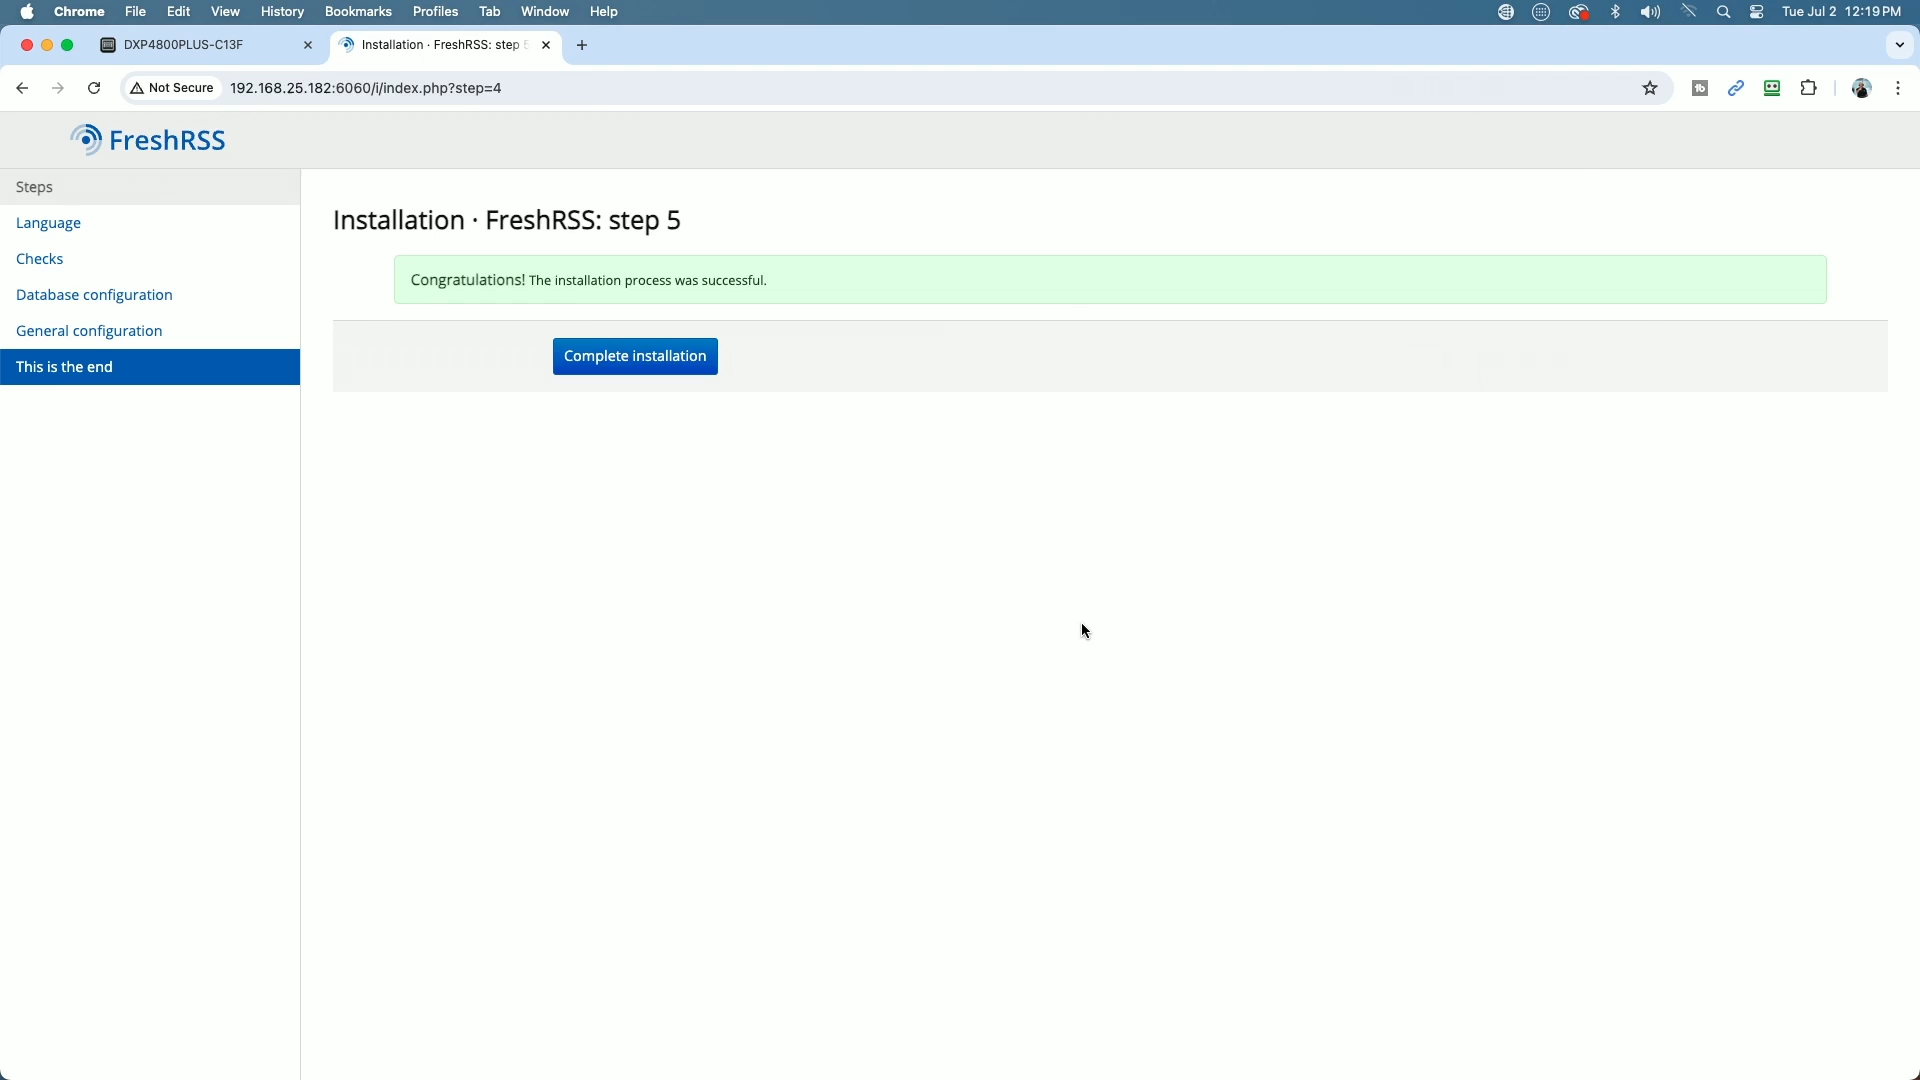 Chrome File Edit View History Bookmarks Profiles Tab Window Help Tue Jul 2 12:19 PM
DXP4800PLUS-C13F Installation · FreshRSS: step 5
Not Secure 192.168.25.182:6060/i/index.php?step=4
FreshRSS
Steps
Language
Checks
Database configuration
General configuration
This is the end
Installation · FreshRSS: step 5
Congratulations! The installation process was successful.
Complete installation